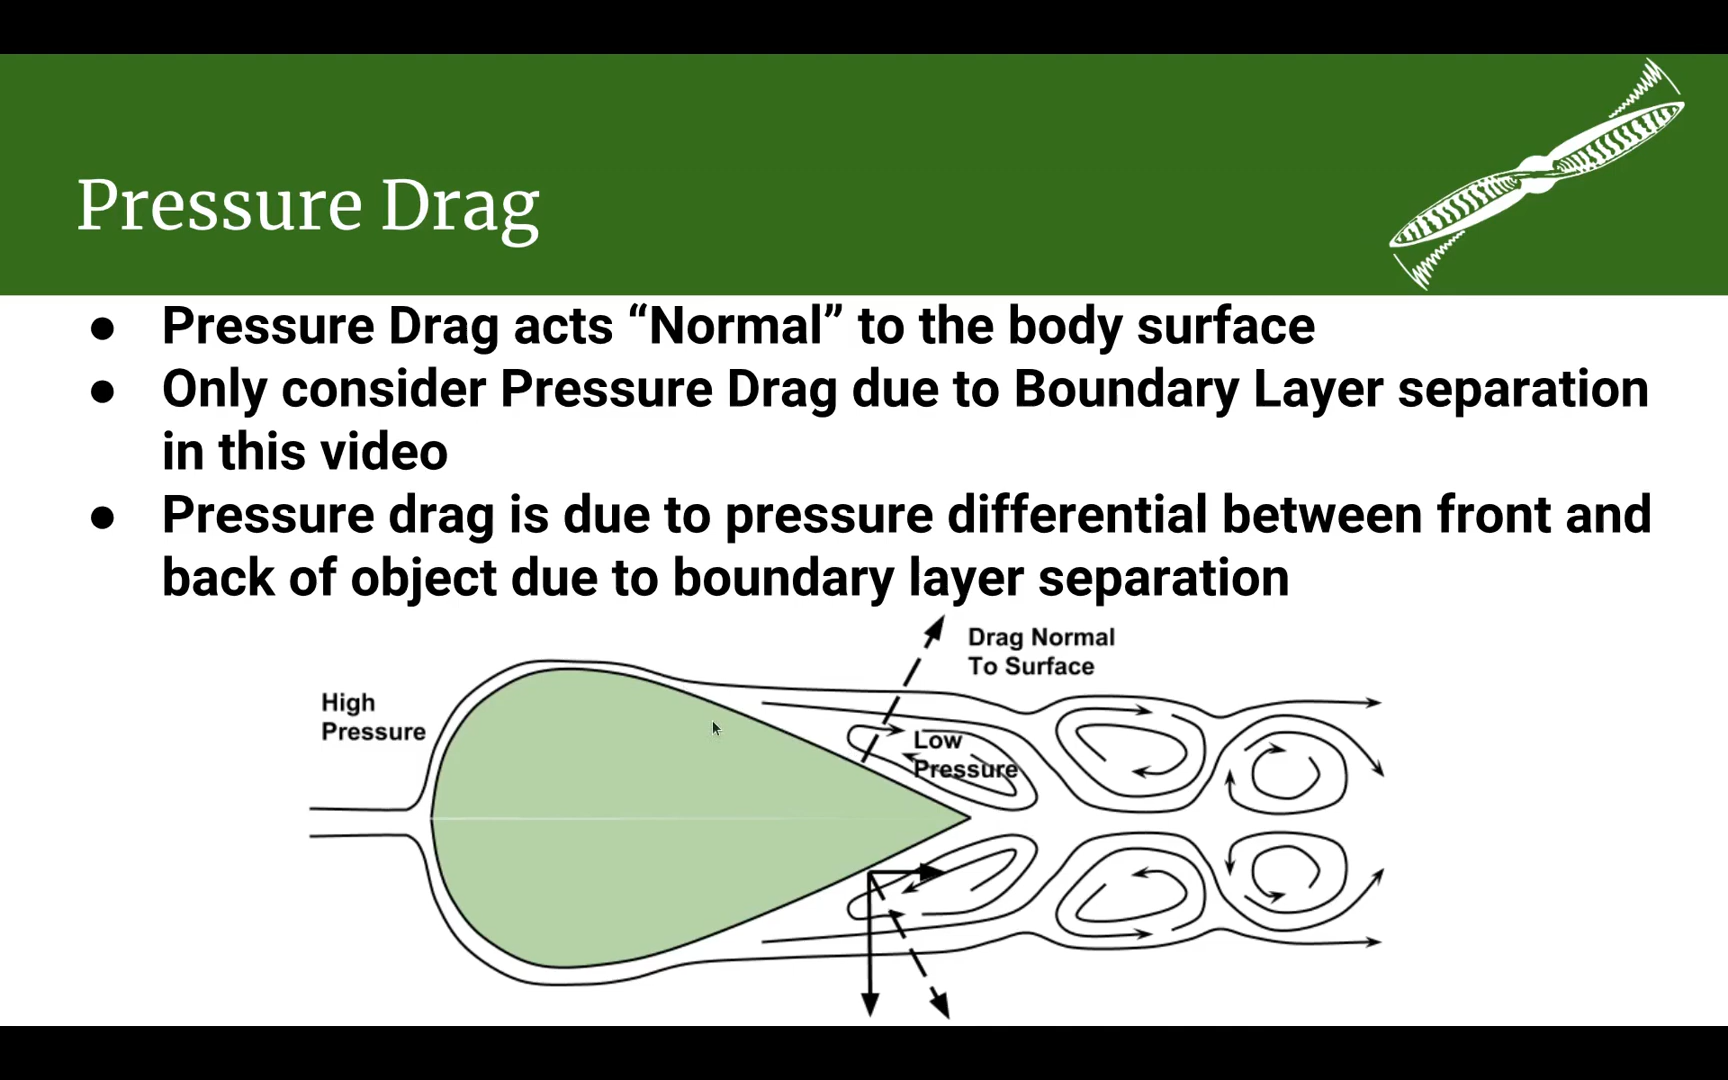 Pressure Drag
● Pressure Drag acts “Normal” to the body surface
● Only consider Pressure Drag due to Boundary Layer separation
in this video
● Pressure drag is due to pressure differential between front and
back of object due to boundary layer separation
Drag Normal
To Surface
High
Pressure
Low
Pressure